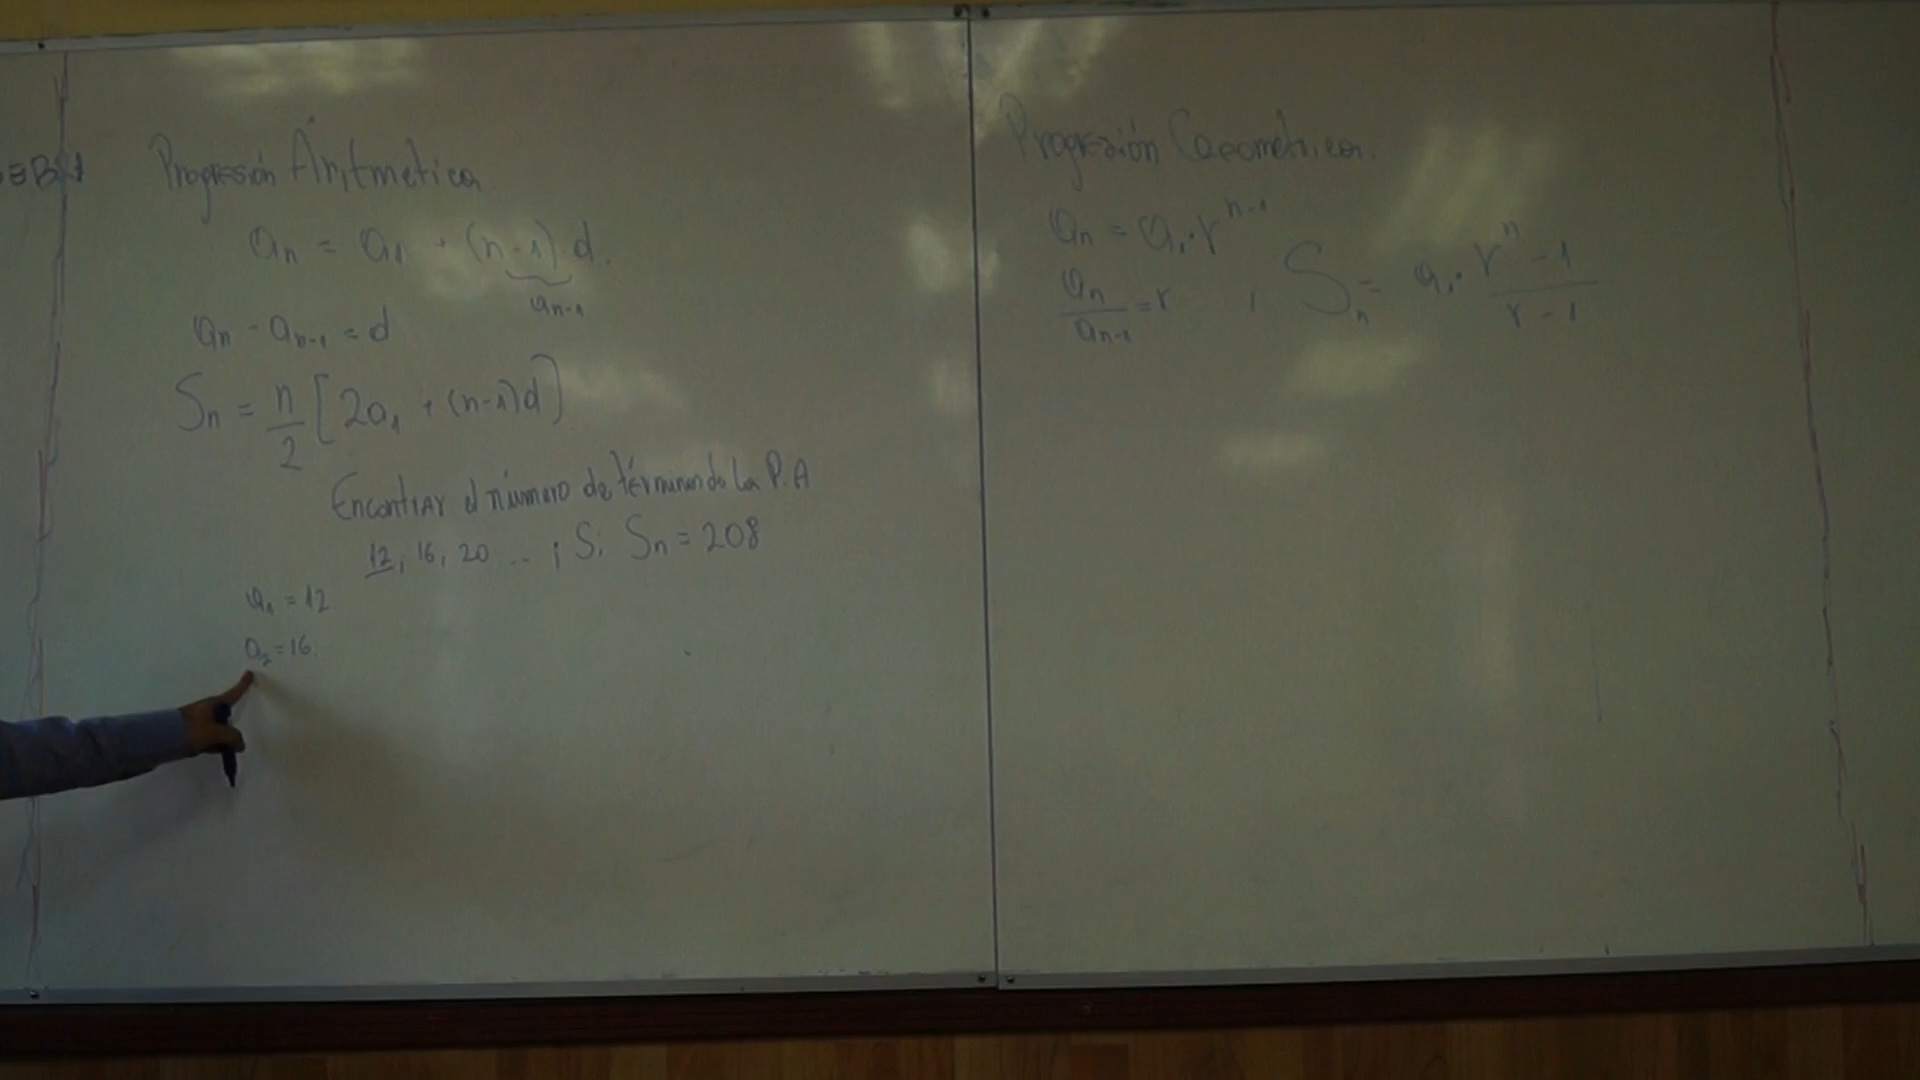 Progresión Aritmetica
an = a1 + (n-1).d.
an-1
an - an-1 = d
Sn = n/2 [2a1 + (n-1)d]
Encontrar el número de términos de la P.A
12, 16, 20 ... ; Si Sn = 208
a1 = 12
a2 = 16.
Progresión Geometrica.
an = a1.r^n-1
an/an-1 = r , Sn = a1. r^n - 1/r - 1